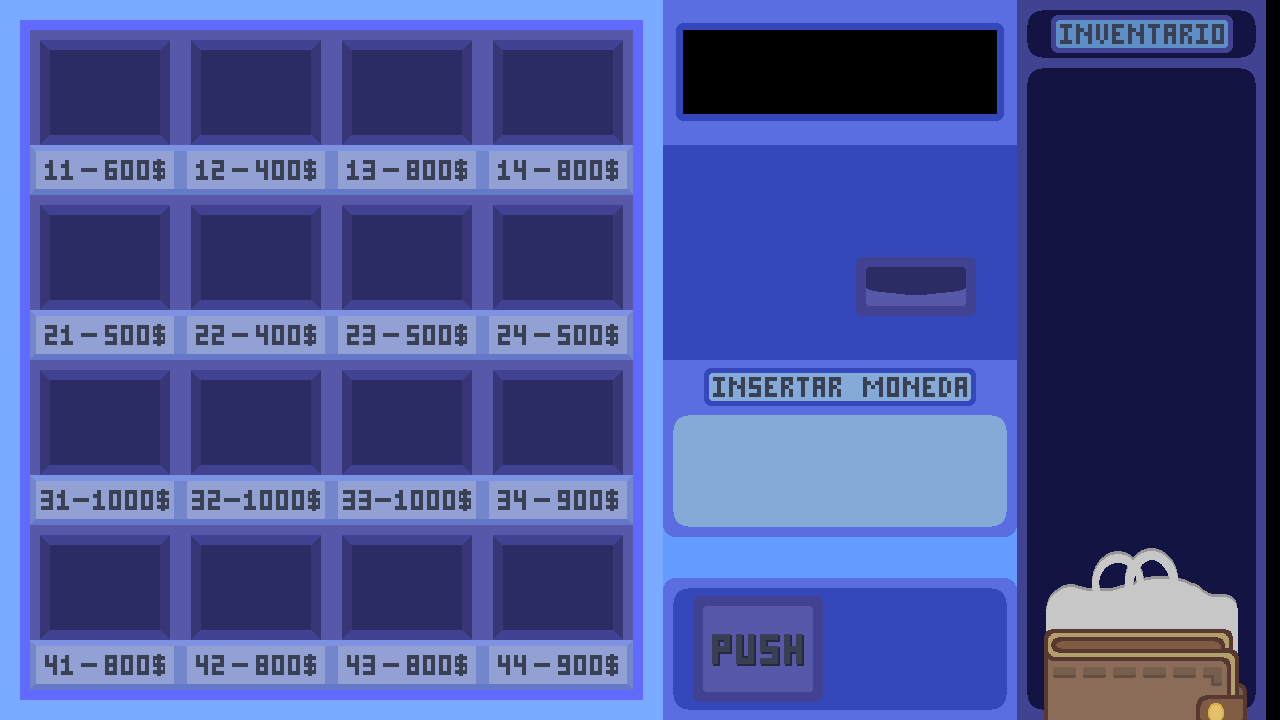 INVENTARIO
11-600$ 12-400$ 13-800$ 14-800$
21-500$ 22-400$ 23-500$ 24-500$
INSERTAR MONEDA
31-1000$ 32-1000$ 33-1000$ 34-900$
41-800$ 42-800$ 43-800$ 44-900$
PUSH